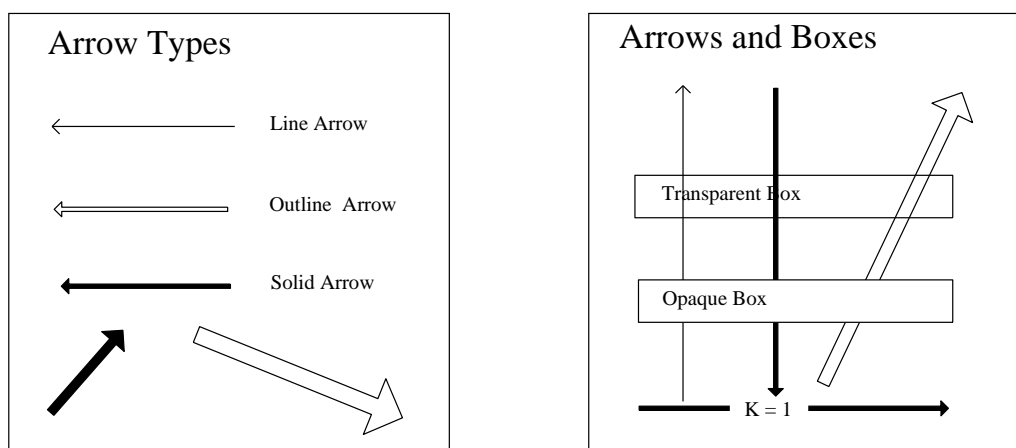 Arrow Types
Line Arrow
Outline Arrow
Solid Arrow
Arrows and Boxes
Transparent Box
Opaque Box
K = 1